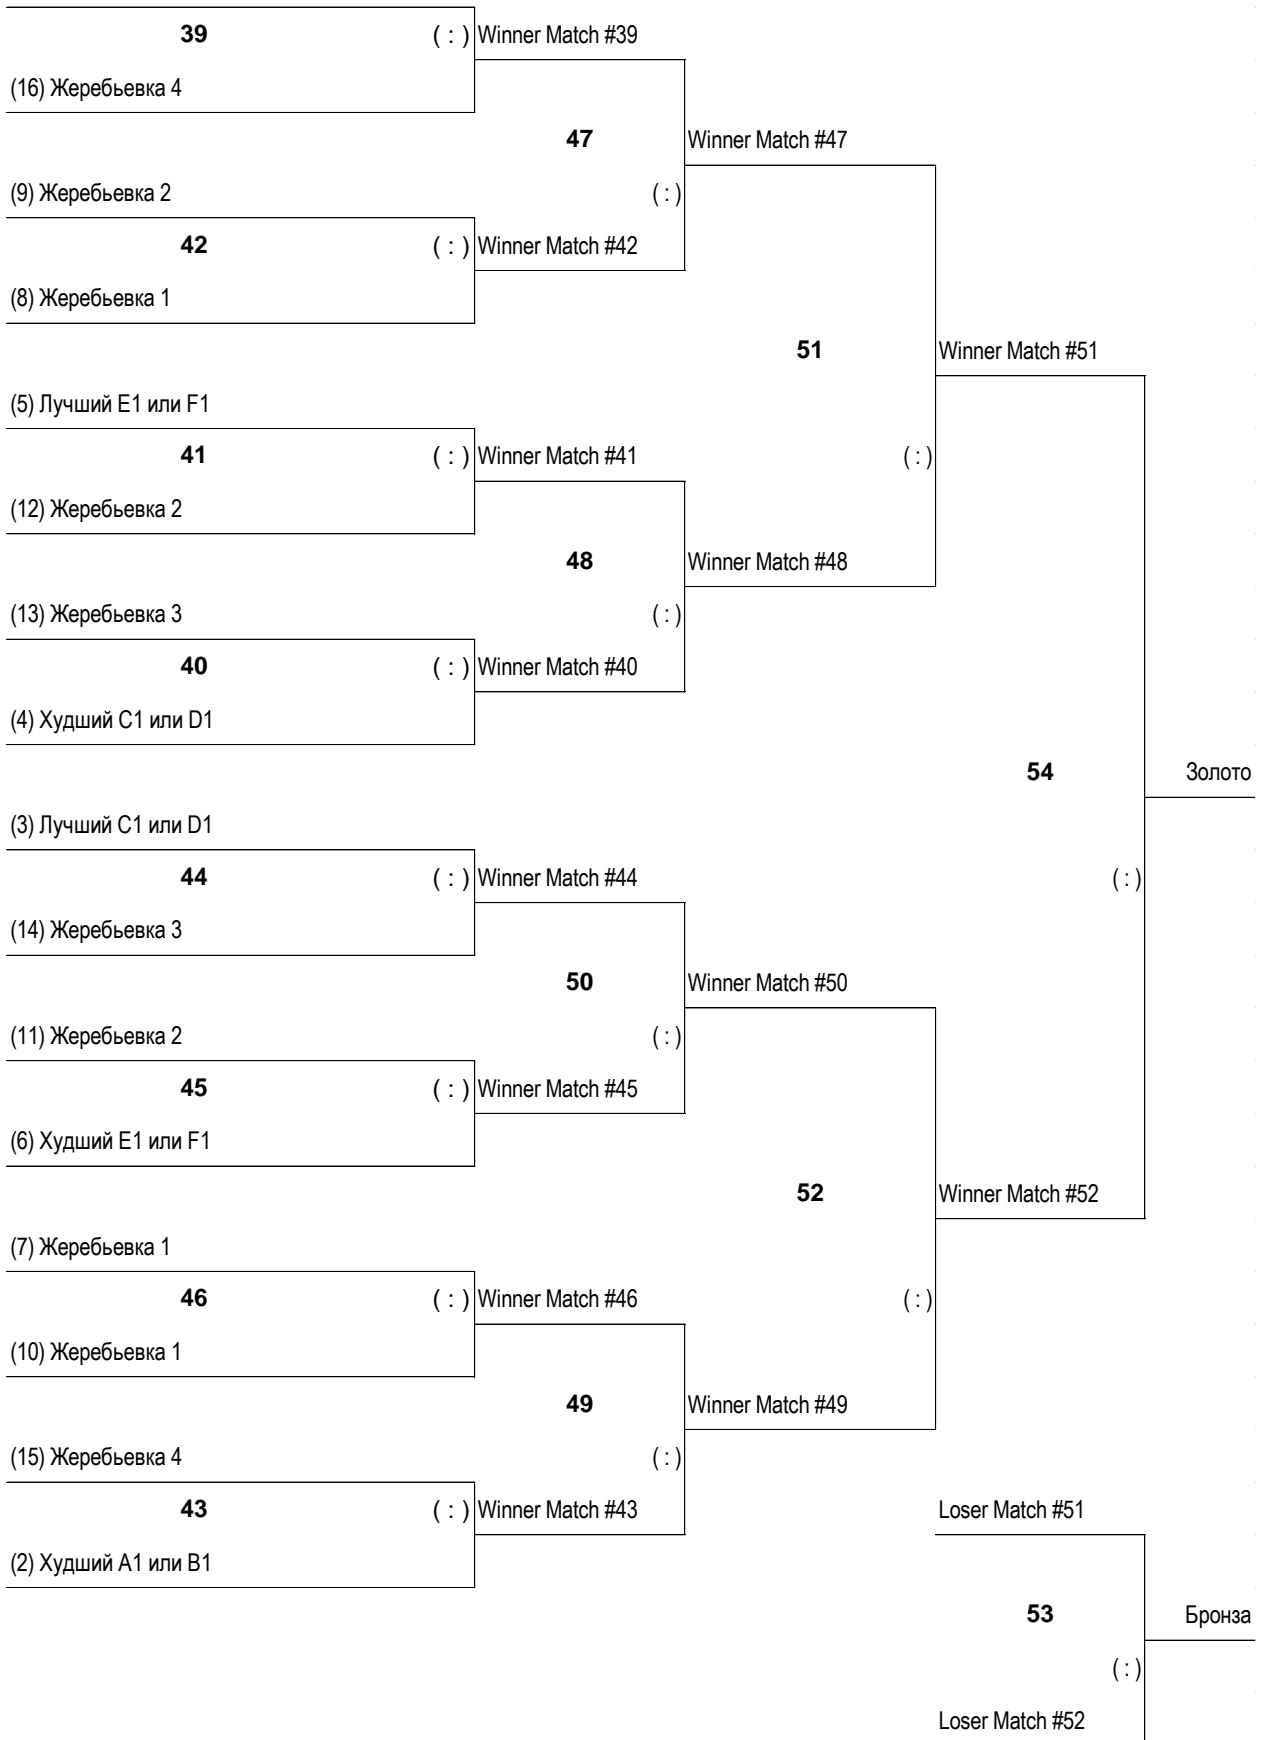 39 ( : ) Winner Match #39
(16) Жеребьевка 4
47 Winner Match #47
(9) Жеребьевка 2 ( : )
42 ( : ) Winner Match #42
(8) Жеребьевка 1
51 Winner Match #51
(5) Лучший E1 или F1
41 ( : ) Winner Match #41 ( : )
(12) Жеребьевка 2
48 Winner Match #48
(13) Жеребьевка 3 ( : )
40 ( : ) Winner Match #40
(4) Худший C1 или D1
54 Золото
(3) Лучший C1 или D1
44 ( : ) Winner Match #44 ( : )
(14) Жеребьевка 3
50 Winner Match #50
(11) Жеребьевка 2 ( : )
45 ( : ) Winner Match #45
(6) Худший E1 или F1
52 Winner Match #52
(7) Жеребьевка 1
46 ( : ) Winner Match #46 ( : )
(10) Жеребьевка 1
49 Winner Match #49
(15) Жеребьевка 4 ( : )
43 ( : ) Winner Match #43 Loser Match #51
(2) Худший A1 или B1
53 Бронза
( : )
Loser Match #52